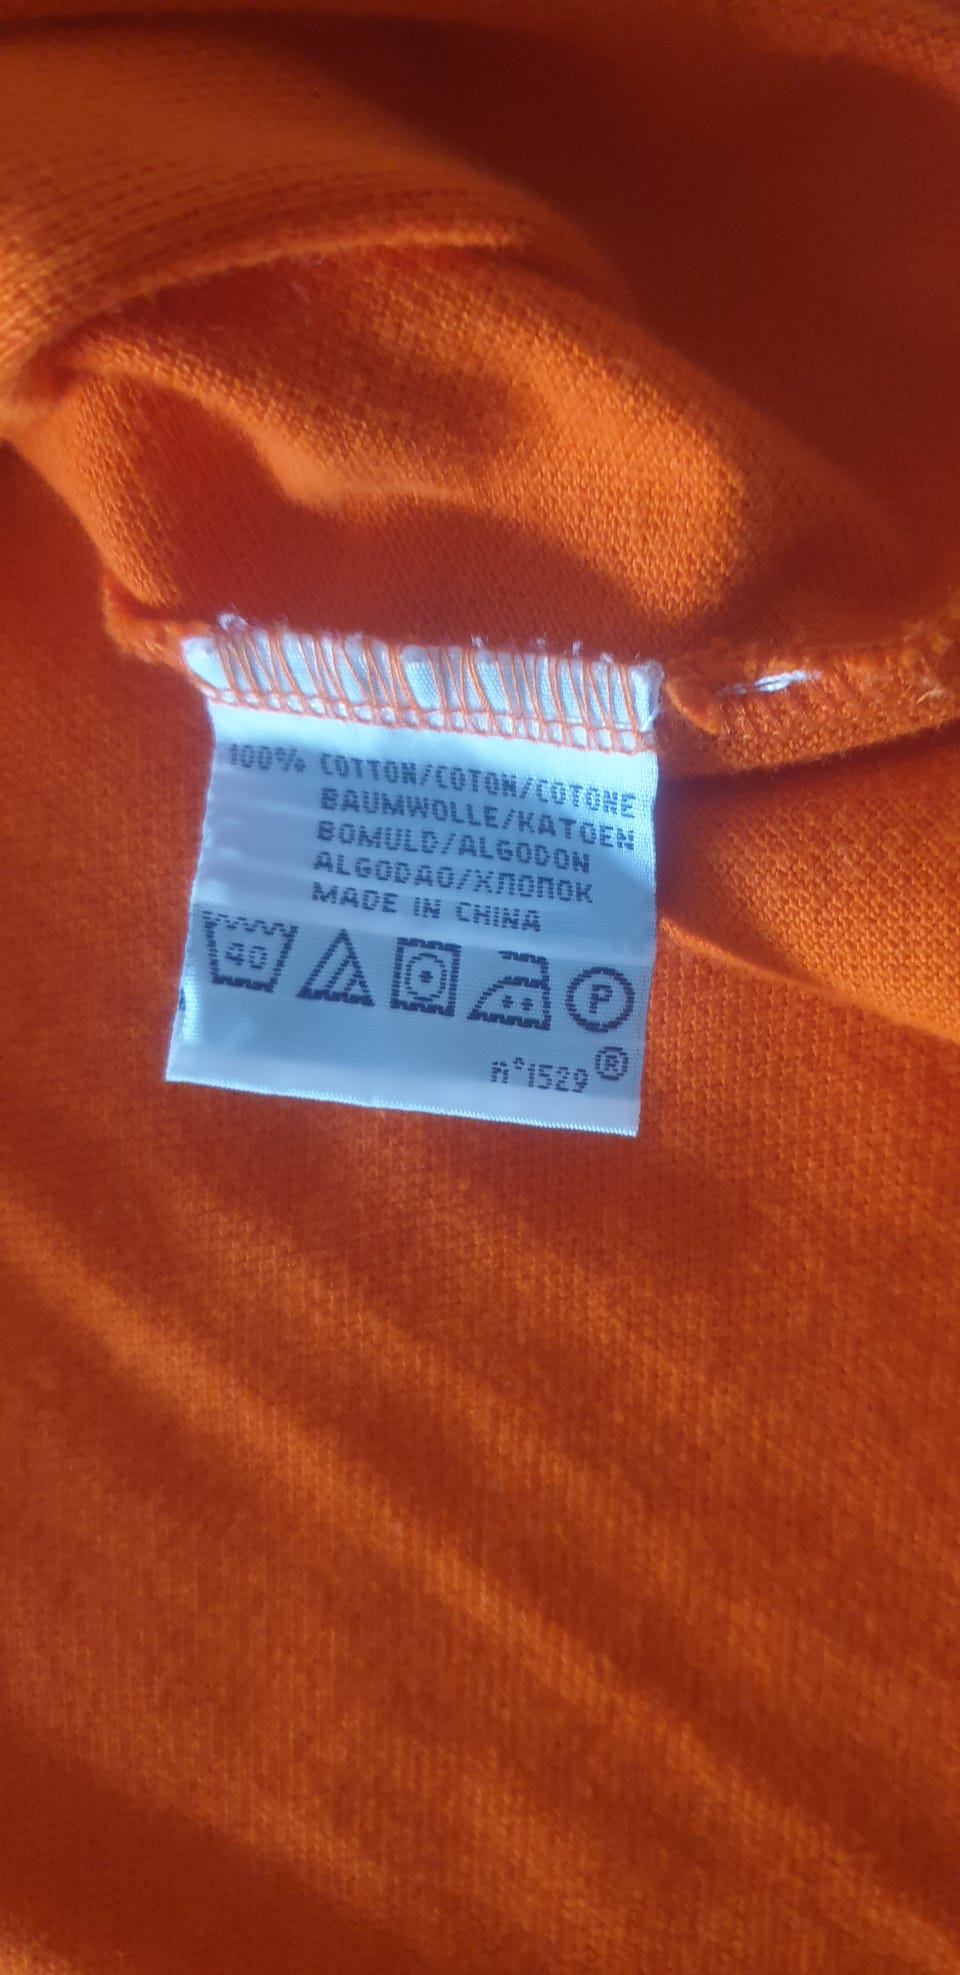 100% COTTON/COTON/COTONE
BAUMWOLLE/KATOEN
BOMULD/ALGODON
ALGODAO/ХЛОПОК
MADE IN CHINA
40 P
n°1529 ®